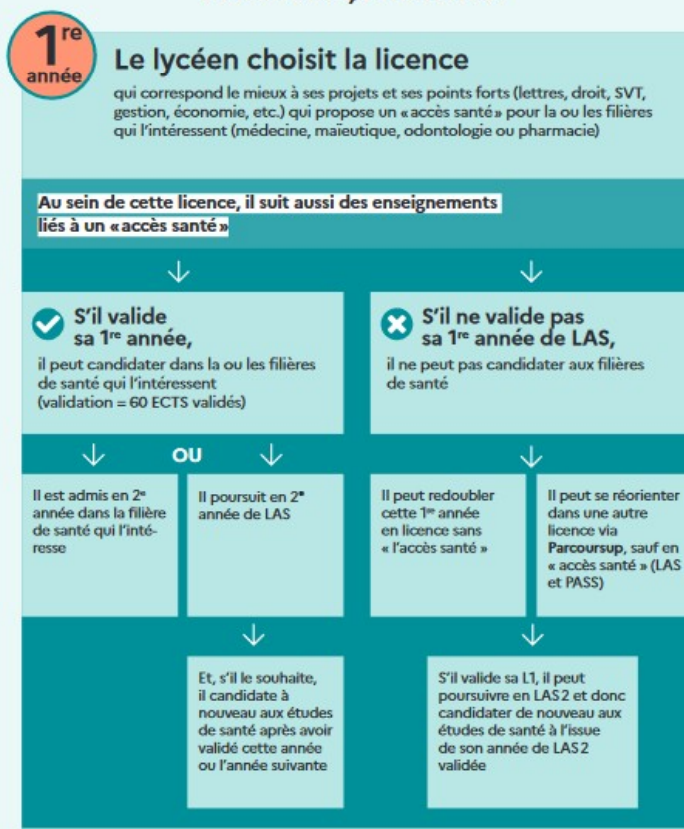 1re
année
Le lycéen choisit la licence
qui correspond le mieux à ses projets et ses points forts (lettres, droit, SVT,
gestion, économie, etc.) qui propose un « accès santé » pour la ou les filières
qui l'intéressent (médecine, maïeutique, odontologie ou pharmacie)
Au sein de cette licence, il suit aussi des enseignements
liés à un « accès santé »
S'il valide
sa 1re année,
il peut candidater dans la ou les filières
de santé qui l'intéressent
(validation = 60 ECTS validés)
S'il ne valide pas
sa 1re année de LAS,
il ne peut pas candidater aux filières
de santé
OU
Il est admis en 2e
année dans la filière
de santé qui l'inté-
resse
Il poursuit en 2e
année de LAS
Il peut redoubler
cette 1re année
en licence sans
« l'accès santé »
Il peut se réorienter
dans une autre
licence via
Parcoursup, sauf en
« accès santé » (LAS
et PASS)
Et, s'il le souhaite,
il candidate à
nouveau aux études
de santé après avoir
validé cette année
ou l'année suivante
S'il valide sa L1, il peut
poursuivre en LAS2 et donc
candidater de nouveau aux
études de santé à l'issue
de son année de LAS2
validée